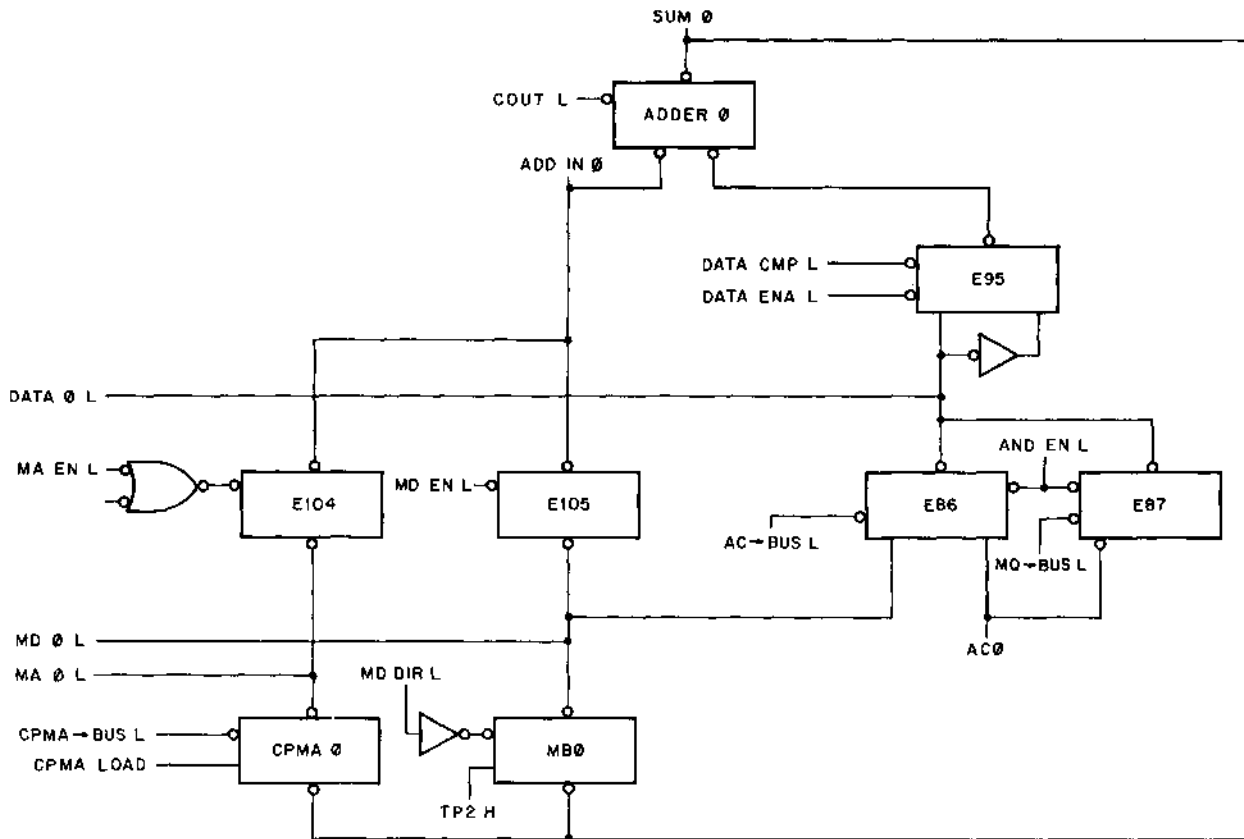 SUM Ø
COUT L
ADDER Ø
ADD IN Ø
DATA CMP L
DATA ENA L
E95
DATA Ø L
MA EN L
E104
MD EN L
E105
AND EN L
E86
E87
AC→BUS L
MQ→BUS L
MD Ø L
MA Ø L
ACØ
MD DIR L
CPMA→BUS L
CPMA LOAD
CPMA Ø
MBØ
TP2 H